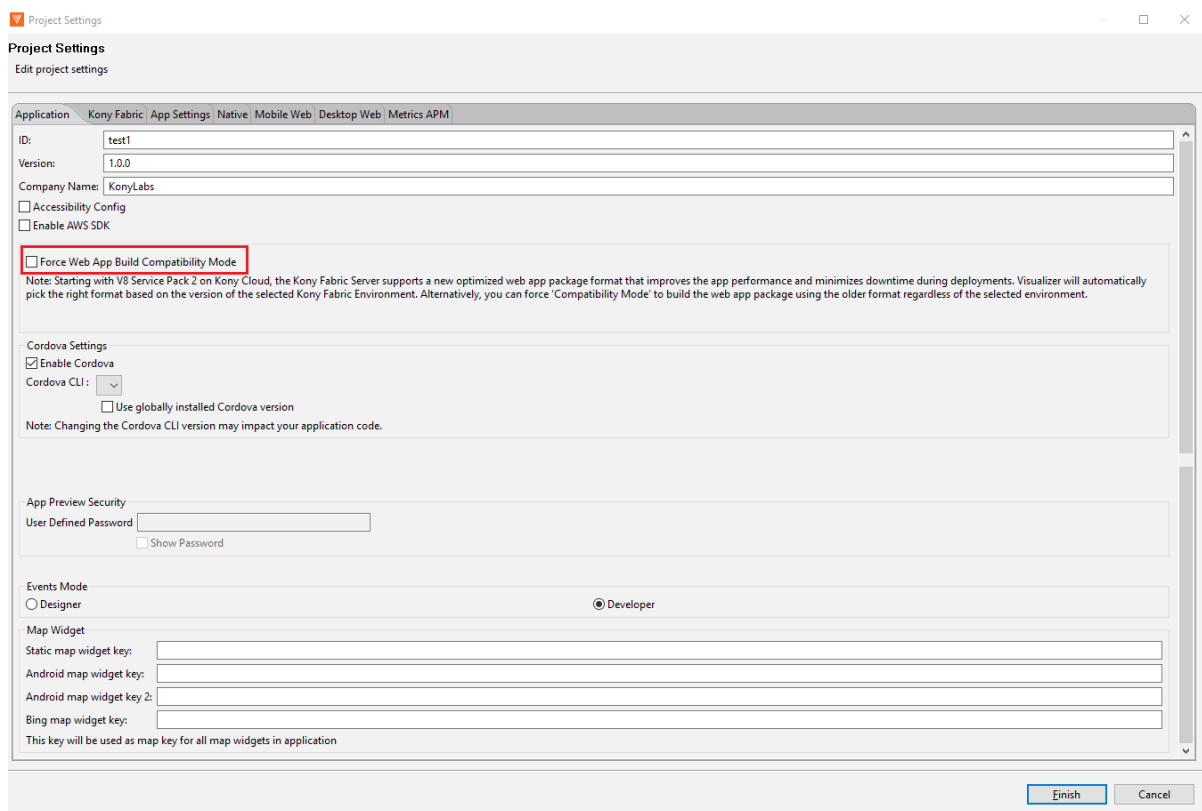 Project Settings
Project Settings
Edit project settings
Application Kony Fabric App Settings Native Mobile Web Desktop Web Metrics APM
ID: test1
Version: 1.0.0
Company Name: KonyLabs
Accessibility Config
Enable AWS SDK
Force Web App Build Compatibility Mode
Note: Starting with V8 Service Pack 2 on Kony Cloud, the Kony Fabric Server supports a new optimized web app package format that improves the app performance and minimizes downtime during deployments. Visualizer will automatically
pick the right format based on the version of the selected Kony Fabric Environment. Alternatively, you can force 'Compatibility Mode' to build the web app package using the older format regardless of the selected environment.
Cordova Settings
Enable Cordova
Cordova CLI :
Use globally installed Cordova version
Note: Changing the Cordova CLI version may impact your application code.
App Preview Security
User Defined Password
Show Password
Events Mode
Designer Developer
Map Widget
Static map widget key:
Android map widget key:
Android map widget key 2:
Bing map widget key:
This key will be used as map key for all map widgets in application
Finish Cancel